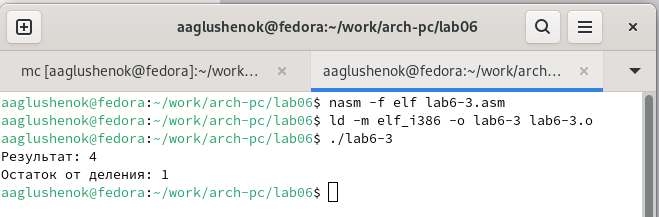 aaglushenok@fedora:~/work/arch-pc/lab06
mc [aaglushenok@fedora]:~/work...
aaglushenok@fedora:~/work/arch-pc...
aaglushenok@fedora:~/work/arch-pc/lab06$ nasm -f elf lab6-3.asm
aaglushenok@fedora:~/work/arch-pc/lab06$ ld -m elf_i386 -o lab6-3 lab6-3.o
aaglushenok@fedora:~/work/arch-pc/lab06$ ./lab6-3
Результат: 4
Остаток от деления: 1
aaglushenok@fedora:~/work/arch-pc/lab06$